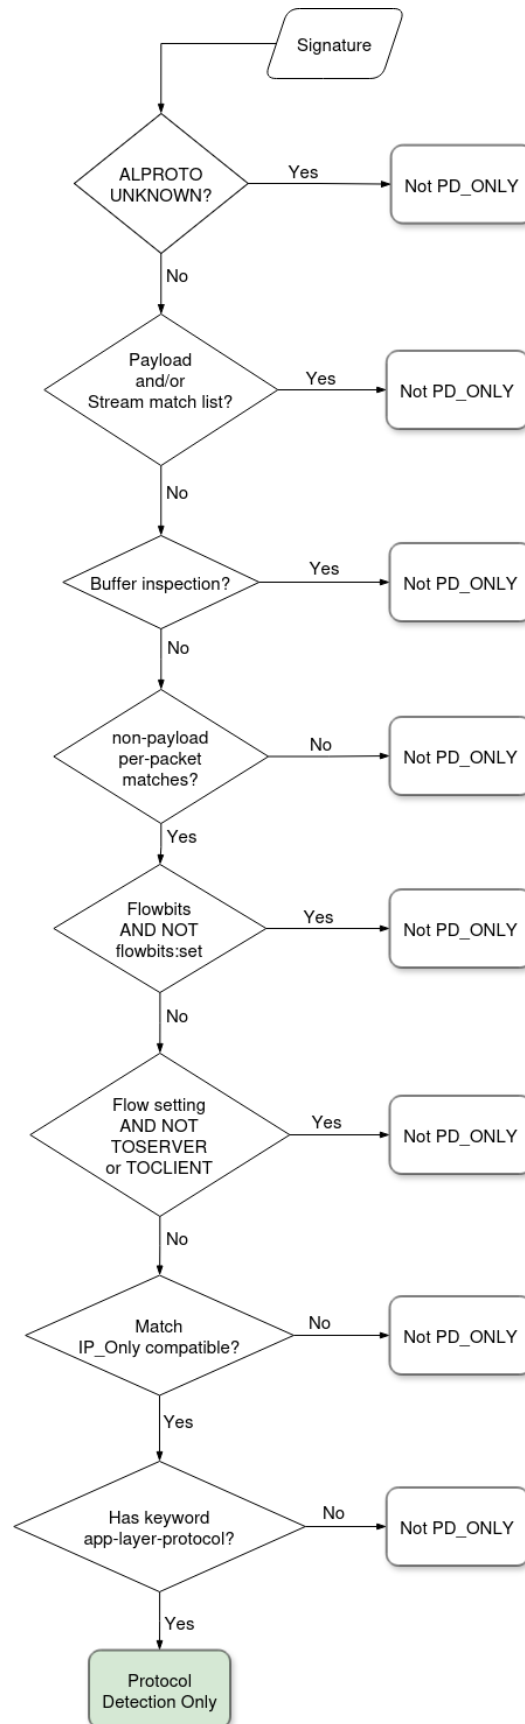 Signature
ALPROTO
UNKNOWN?
Yes
Not PD_ONLY
No
Payload
and/or
Stream match list?
Yes
Not PD_ONLY
No
Buffer inspection?
Yes
Not PD_ONLY
No
non-payload
per-packet
matches?
No
Not PD_ONLY
Yes
Flowbits
AND NOT
flowbits:set
Yes
Not PD_ONLY
No
Flow setting
AND NOT
TOSERVER
or TOCLIENT
Yes
Not PD_ONLY
No
Match
IP_Only compatible?
No
Not PD_ONLY
Yes
Has keyword
app-layer-protocol?
No
Not PD_ONLY
Yes
Protocol
Detection Only